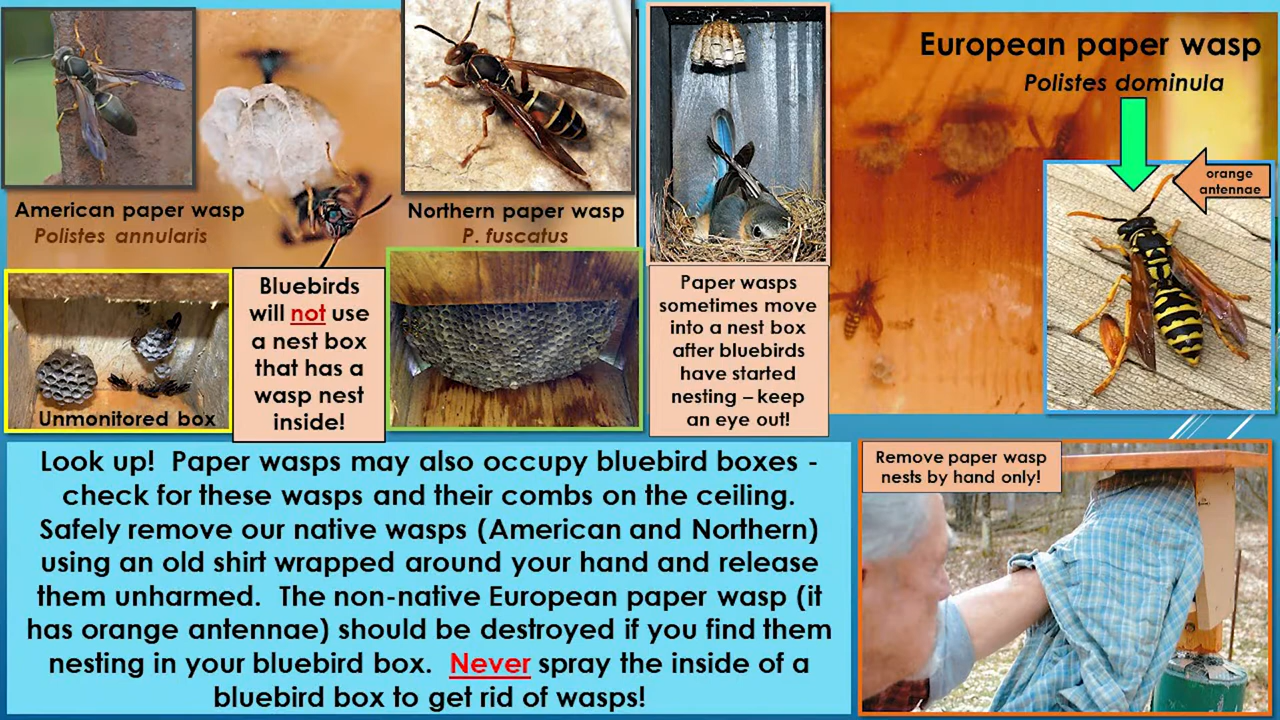 American paper wasp
Polistes annularis
Northern paper wasp
P. fuscatus
European paper wasp
Polistes dominula
orange
antennae
Unmonitored box
Bluebirds
will not use
a nest box
that has a
wasp nest
inside!
Paper wasps
sometimes move
into a nest box
after bluebirds
have started
nesting – keep
an eye out!
Look up!  Paper wasps may also occupy bluebird boxes -
check for these wasps and their combs on the ceiling.
Safely remove our native wasps (American and Northern)
using an old shirt wrapped around your hand and release
them unharmed.  The non-native European paper wasp (it
has orange antennae) should be destroyed if you find them
nesting in your bluebird box.  Never spray the inside of a
bluebird box to get rid of wasps!
Remove paper wasp
nests by hand only!